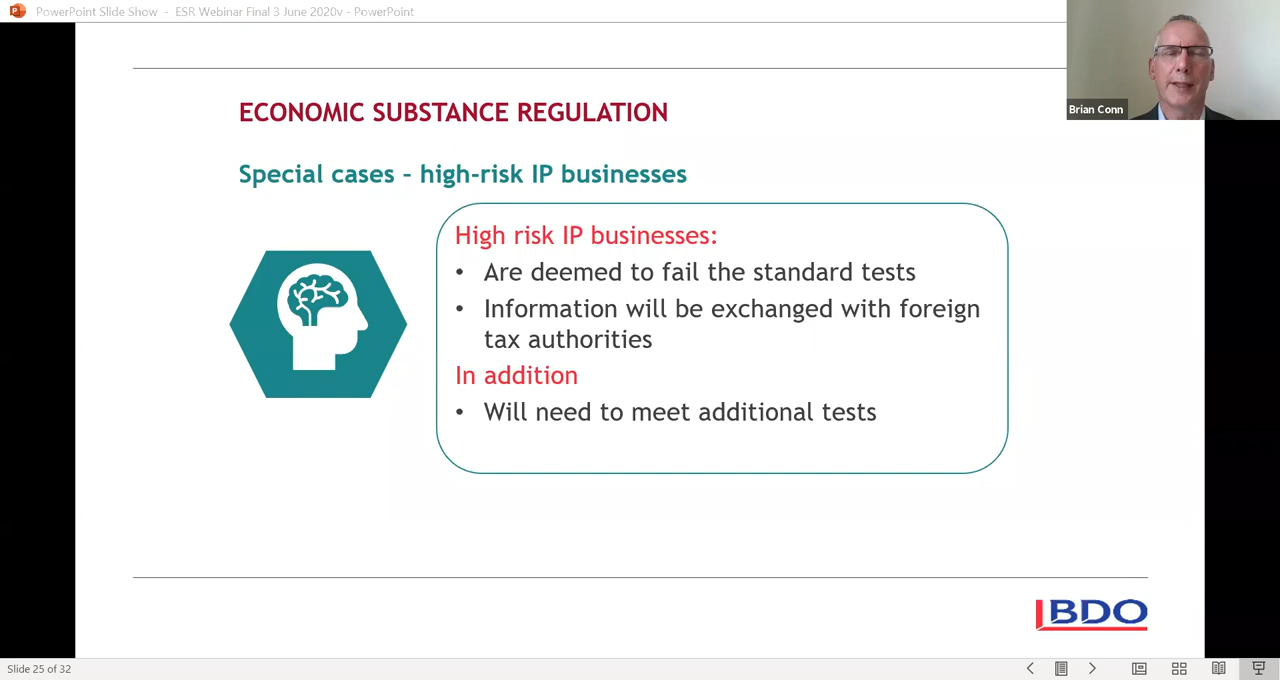 PowerPoint Slide Show - ESR Webinar Final 3 June 2020v - PowerPoint
Brian Conn
ECONOMIC SUBSTANCE REGULATION
Special cases – high-risk IP businesses
High risk IP businesses:
• Are deemed to fail the standard tests
• Information will be exchanged with foreign
tax authorities
In addition
• Will need to meet additional tests
BDO
Slide 25 of 32